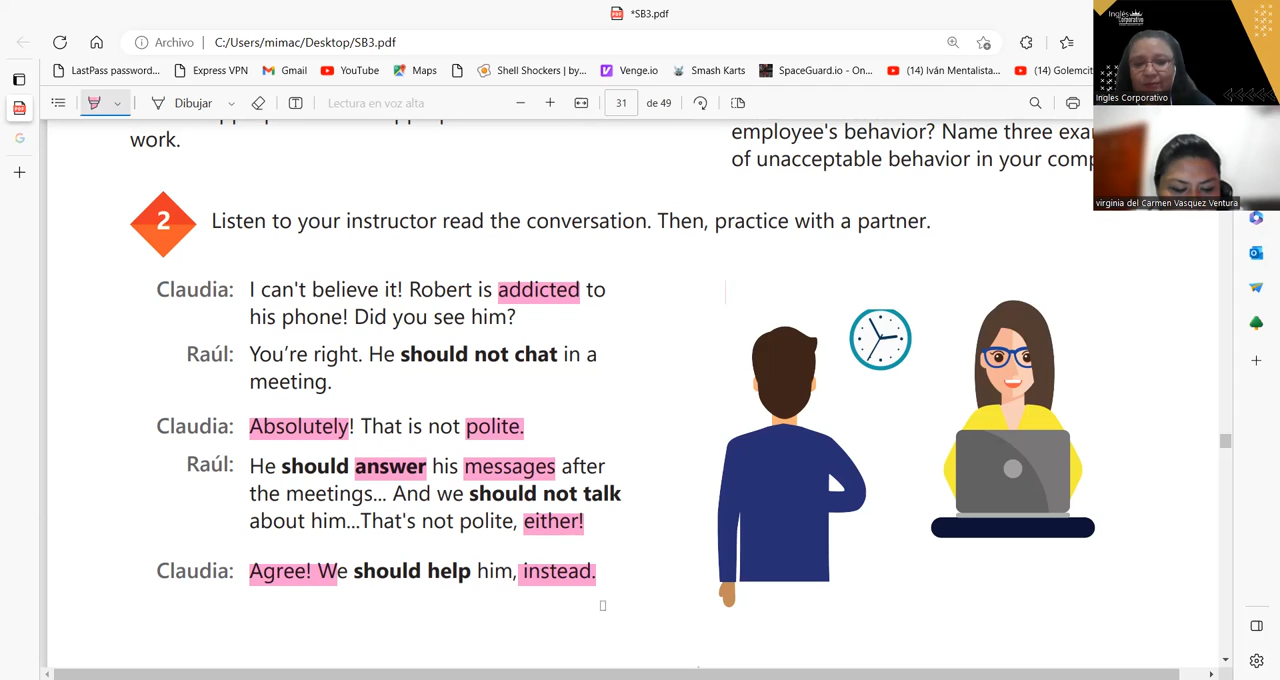 *SB3.pdf
Archivo | C:/Users/mimac/Desktop/SB3.pdf
LastPass password... Express VPN Gmail YouTube Maps Shell Shockers | by... Venge.io Smash Karts SpaceGuard.io - On... (14) Iván Mentalista... (14) Golemcit
Dibujar Lectura en voz alta 31 de 49
Inglés Corporativo
Ingles Corporativo
virginia del Carmen Vasquez Ventura
work.
employee's behavior? Name three
of unacceptable behavior in your
2 Listen to your instructor read the conversation. Then, practice with a partner.
Claudia: I can't believe it! Robert is addicted to
his phone! Did you see him?
Raúl: You're right. He should not chat in a
meeting.
Claudia: Absolutely! That is not polite.
Raúl: He should answer his messages after
the meetings... And we should not talk
about him...That's not polite, either!
Claudia: Agree! We should help him, instead.